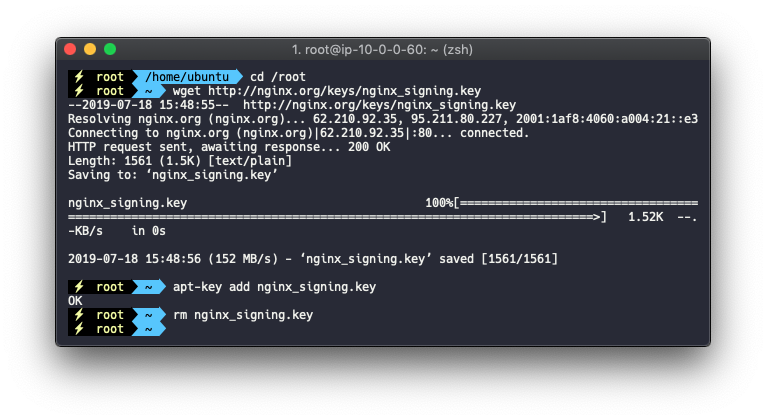 1. root@ip-10-0-0-60: ~ (zsh)
⚡ root /home/ubuntu cd /root
⚡ root ~ wget http://nginx.org/keys/nginx_signing.key
--2019-07-18 15:48:55-- http://nginx.org/keys/nginx_signing.key
Resolving nginx.org (nginx.org)... 62.210.92.35, 95.211.80.227, 2001:1af8:4060:a004:21::e3
Connecting to nginx.org (nginx.org)|62.210.92.35|:80... connected.
HTTP request sent, awaiting response... 200 OK
Length: 1561 (1.5K) [text/plain]
Saving to: ‘nginx_signing.key’
nginx_signing.key 100%[==================================
===========================================================================>] 1.52K --.
-KB/s in 0s
2019-07-18 15:48:56 (152 MB/s) - ‘nginx_signing.key’ saved [1561/1561]
⚡ root ~ apt-key add nginx_signing.key
OK
⚡ root ~ rm nginx_signing.key
⚡ root ~